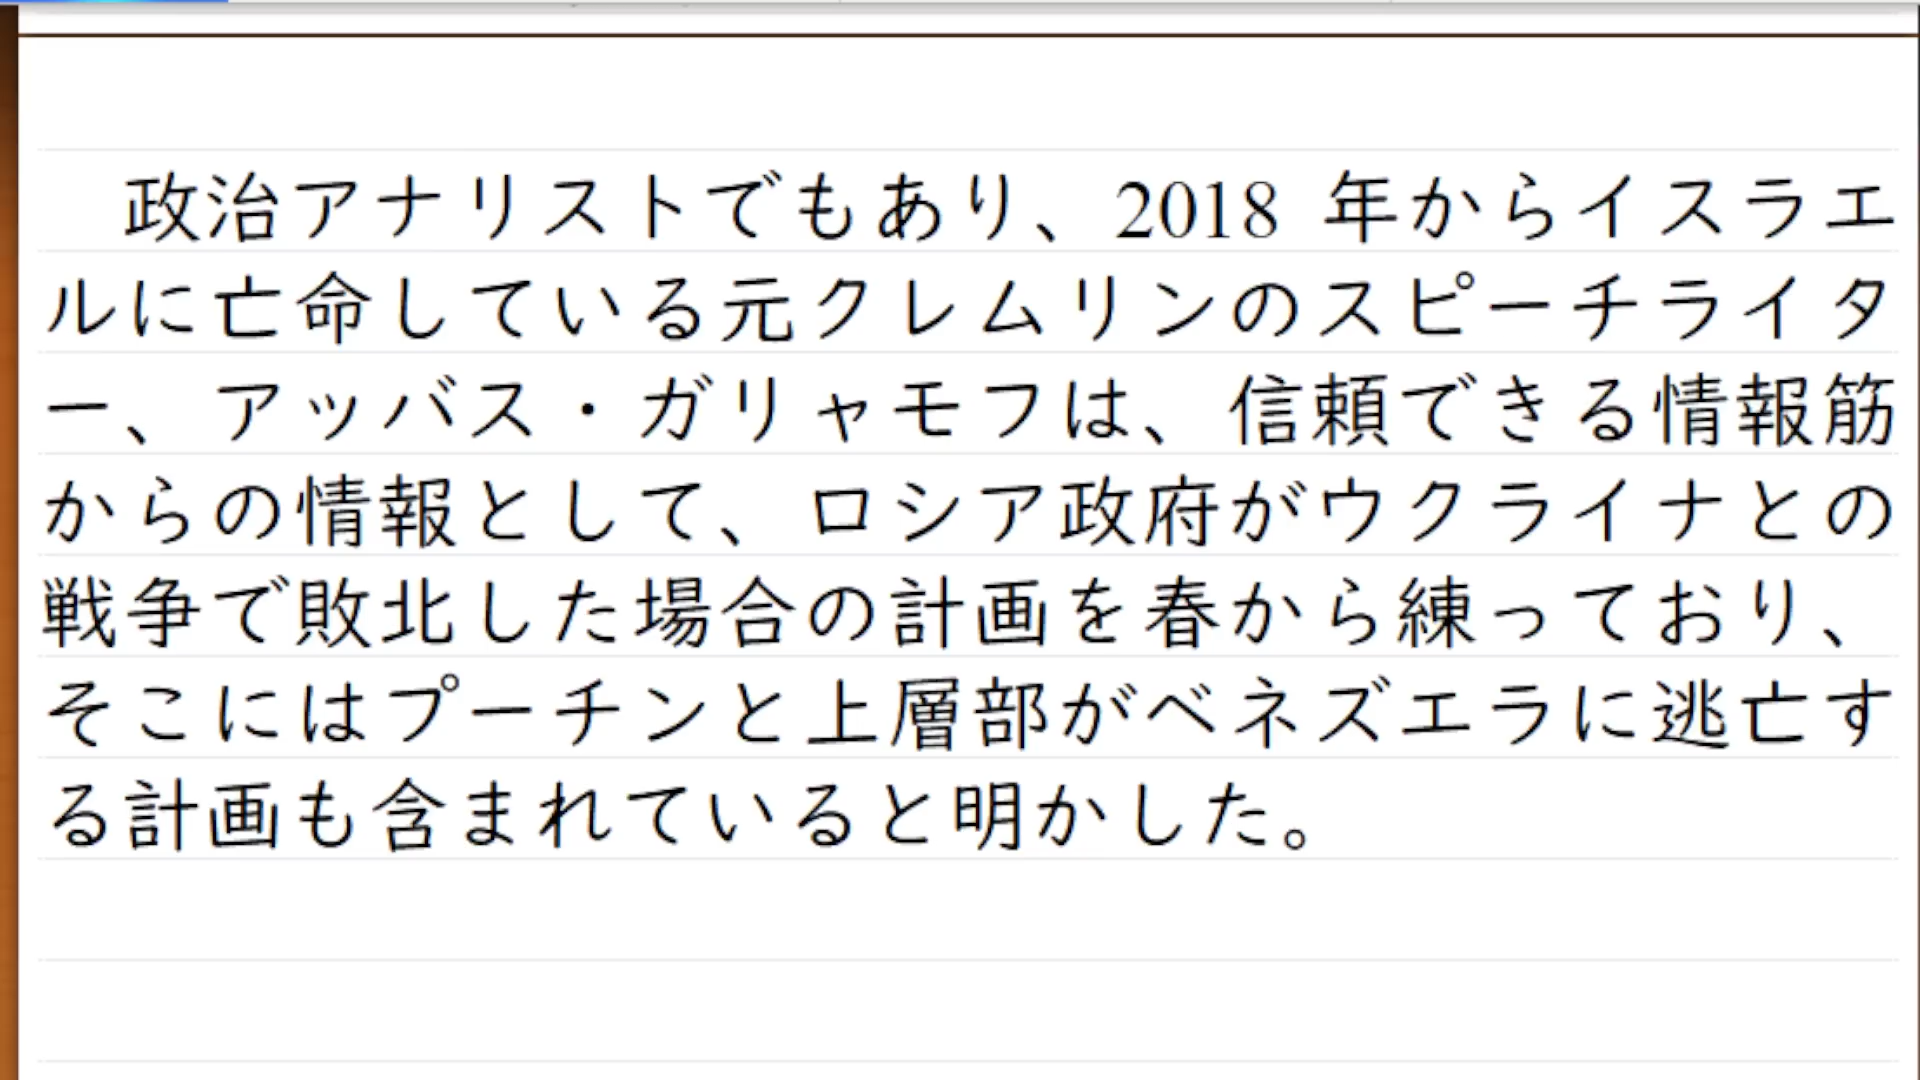 政治アナリストでもあり、2018 年からイスラエ
ルに亡命している元クレムリンのスピーチライタ
ー、アッバス・ガリャモフは、信頼できる情報筋
からの情報として、ロシア政府がウクライナとの
戦争で敗北した場合の計画を春から練っており、
そこにはプーチンと上層部がベネズエラに逃亡す
る計画も含まれていると明かした。